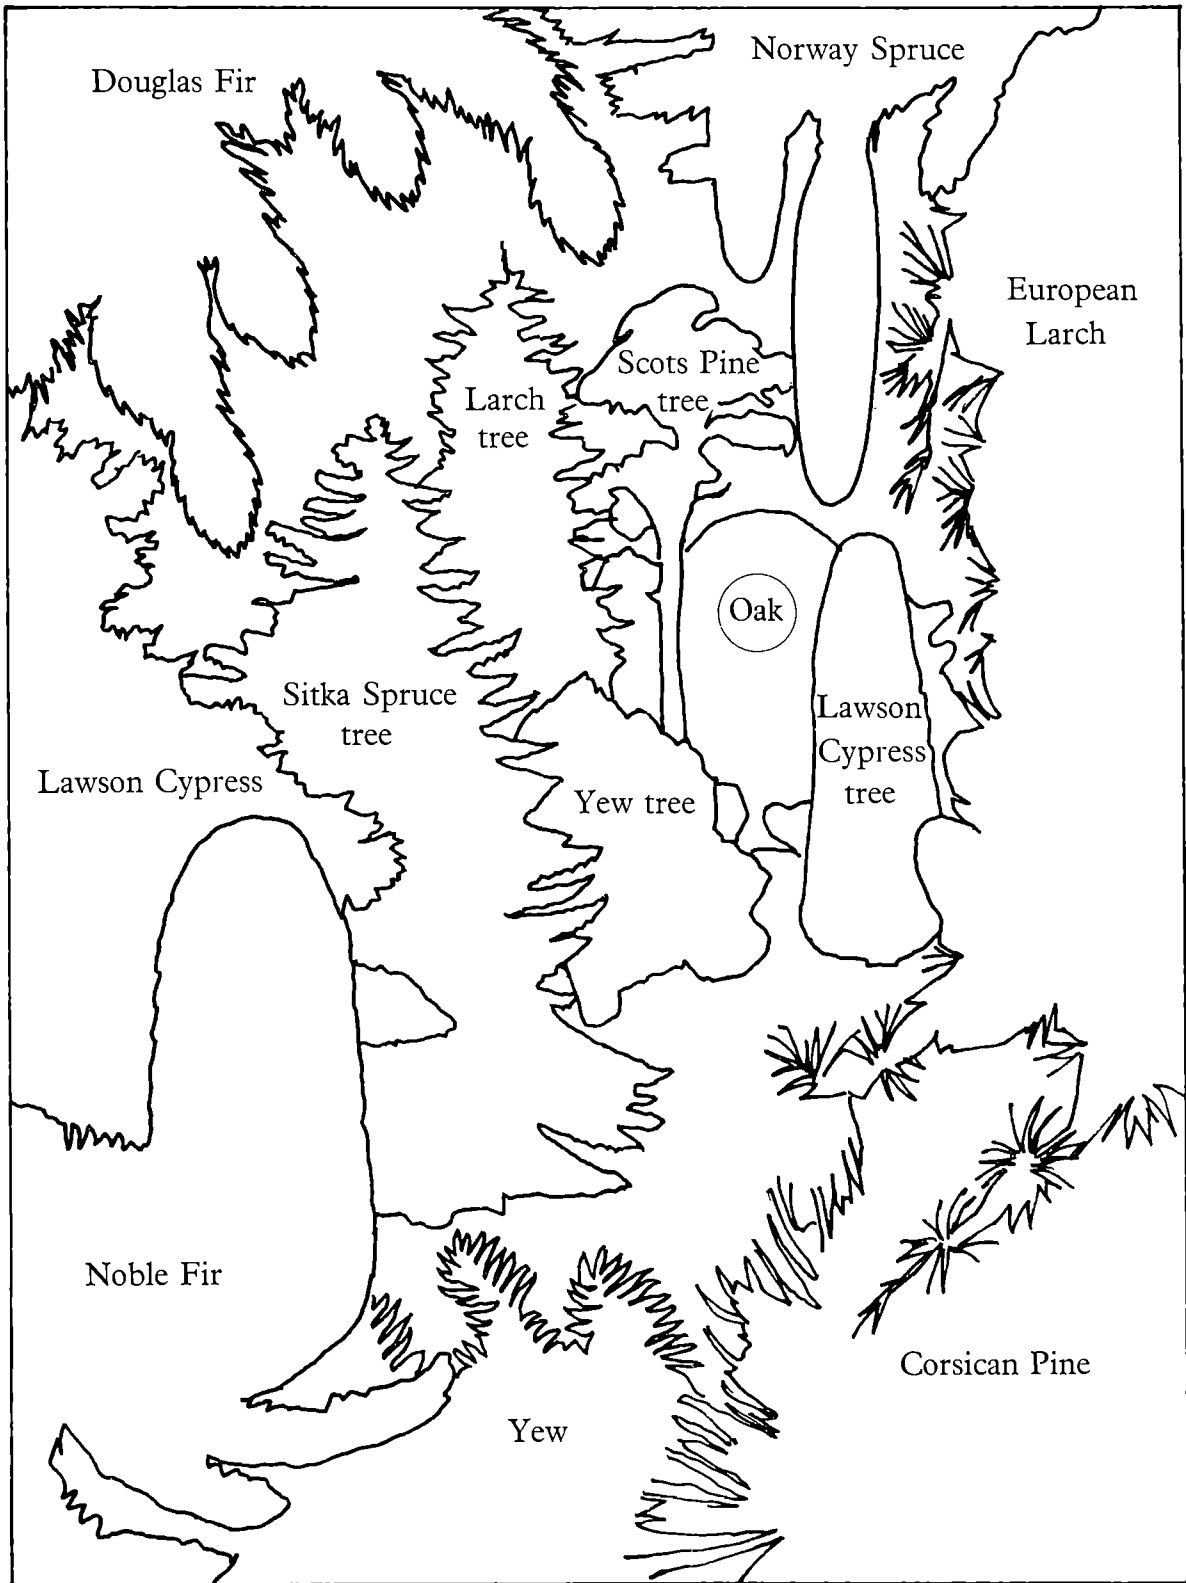 Norway Spruce
Douglas Fir
European
Larch
Scots Pine
tree
Larch
tree
Oak
Sitka Spruce
tree
Lawson
Cypress
tree
Lawson Cypress
Yew tree
Noble Fir
Corsican Pine
Yew